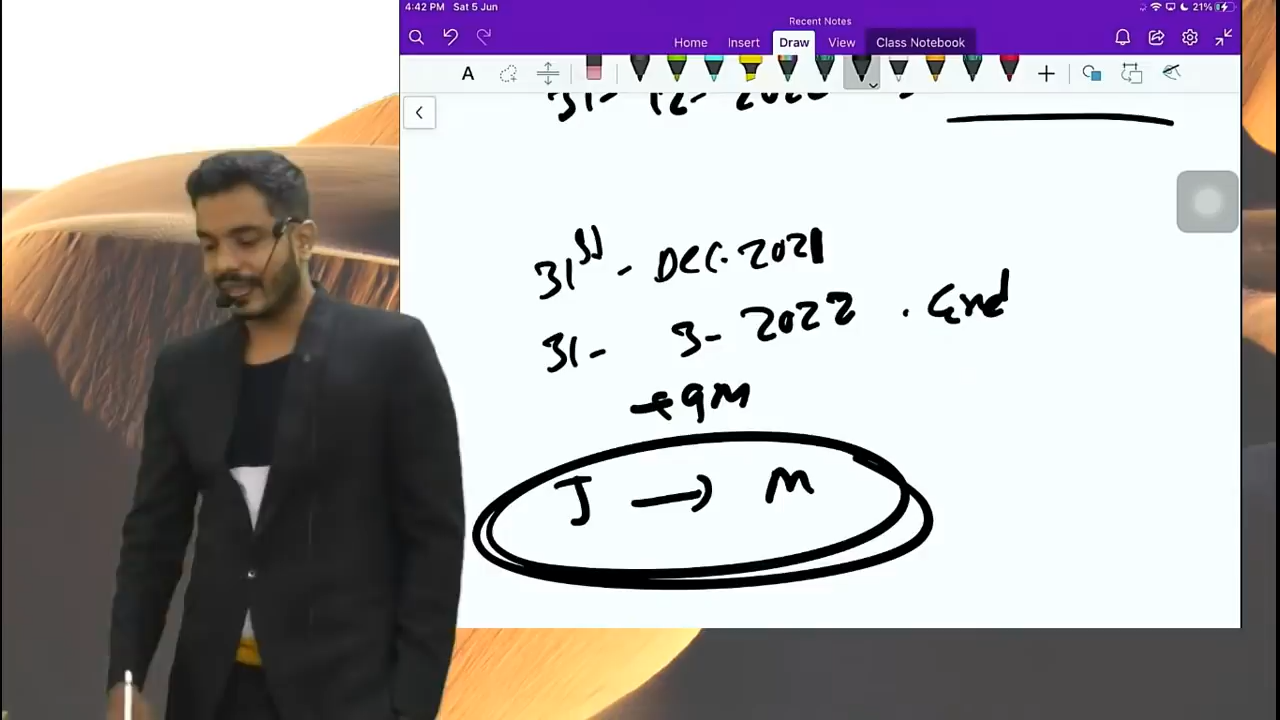 4:42 PM Sat 5 Jun
21%
Recent Notes
Home Insert Draw View Class Notebook
A
31st - DEC. 2021
31- 3- 2022 . End
+9M
J → M